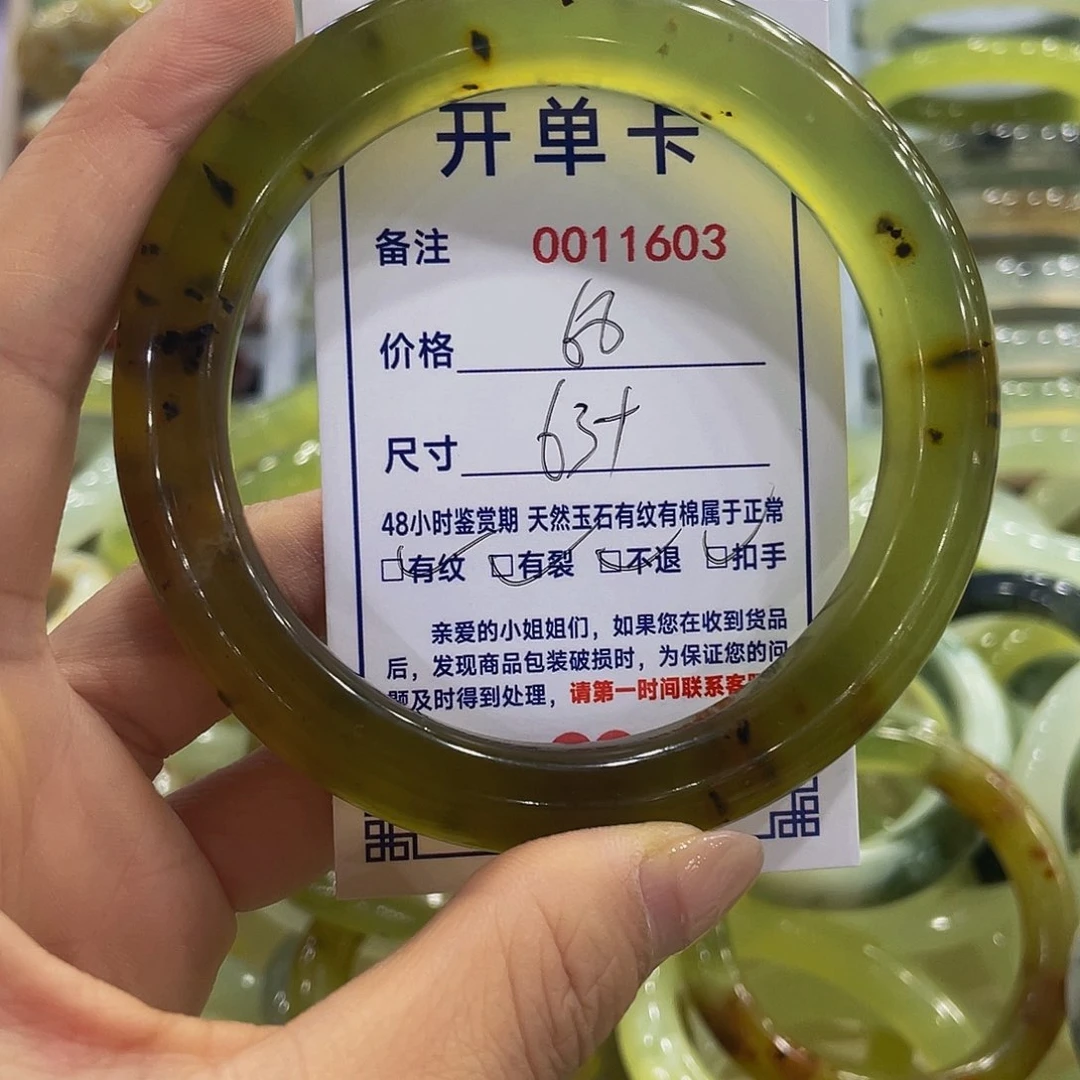 开单卡
备注 0011603
价格
尺寸 63+
48小时鉴赏期 天然玉石有纹有棉属于正常
□有纹 □有裂 □不退 □扣手
亲爱的小姐姐们，如果您在收到货品
后，发现商品包装破损时，为保证您的问
题及时得到处理，请第一时间联系客